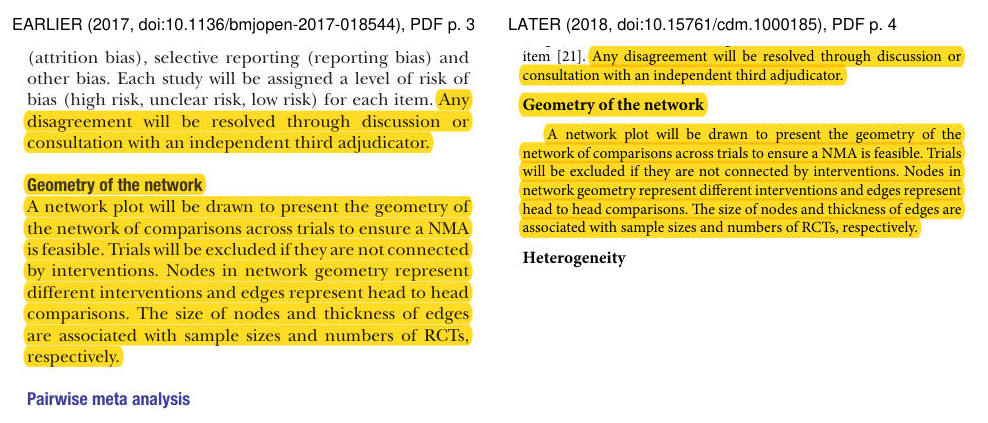 EARLIER (2017, doi:10.1136/bmjopen-2017-018544), PDF p. 3
(attrition bias), selective reporting (reporting bias) and
other bias. Each study will be assigned a level of risk of
bias (high risk, unclear risk, low risk) for each item. Any
disagreement will be resolved through discussion or
consultation with an independent third adjudicator.
Geometry of the network
A network plot will be drawn to present the geometry of
the network of comparisons across trials to ensure a NMA
is feasible. Trials will be excluded if they are not connected
by interventions. Nodes in network geometry represent
different interventions and edges represent head to head
comparisons. The size of nodes and thickness of edges
are associated with sample sizes and numbers of RCTs,
respectively.
Pairwise meta analysis
LATER (2018, doi:10.15761/cdm.1000185), PDF p. 4
item [21]. Any disagreement will be resolved through discussion or
consultation with an independent third adjudicator.
Geometry of the network
A network plot will be drawn to present the geometry of the
network of comparisons across trials to ensure a NMA is feasible. Trials
will be excluded if they are not connected by interventions. Nodes in
network geometry represent different interventions and edges represent
head to head comparisons. The size of nodes and thickness of edges are
associated with sample sizes and numbers of RCTs, respectively.
Heterogeneity